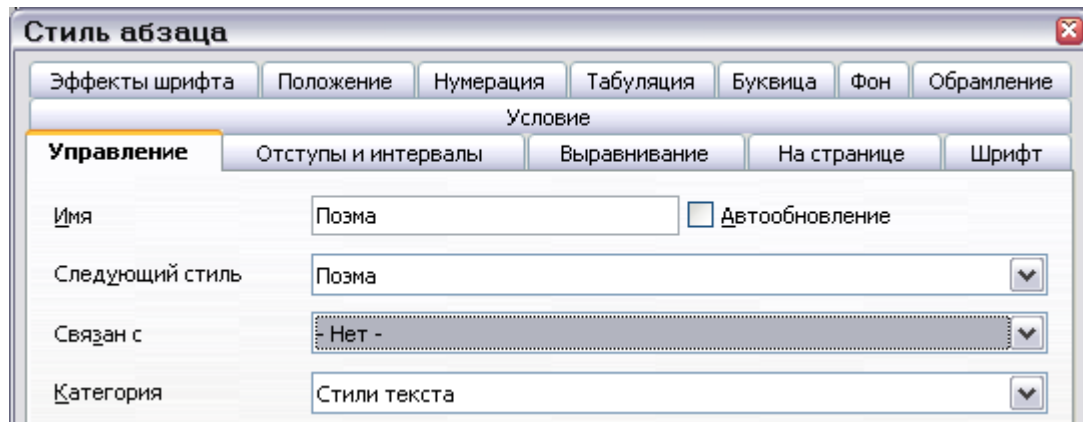 Стиль абзаца
Эффекты шрифта Положение Нумерация Табуляция Буквица Фон Обрамление
Условие
Управление Отступы и интервалы Выравнивание На странице Шрифт
Имя Поэма Автообновление
Следующий стиль Поэма
Связан с - Нет -
Категория Стили текста